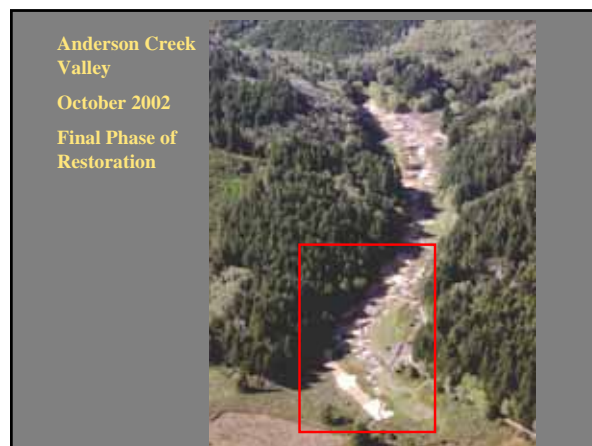 Anderson Creek
Valley
October 2002
Final Phase of
Restoration